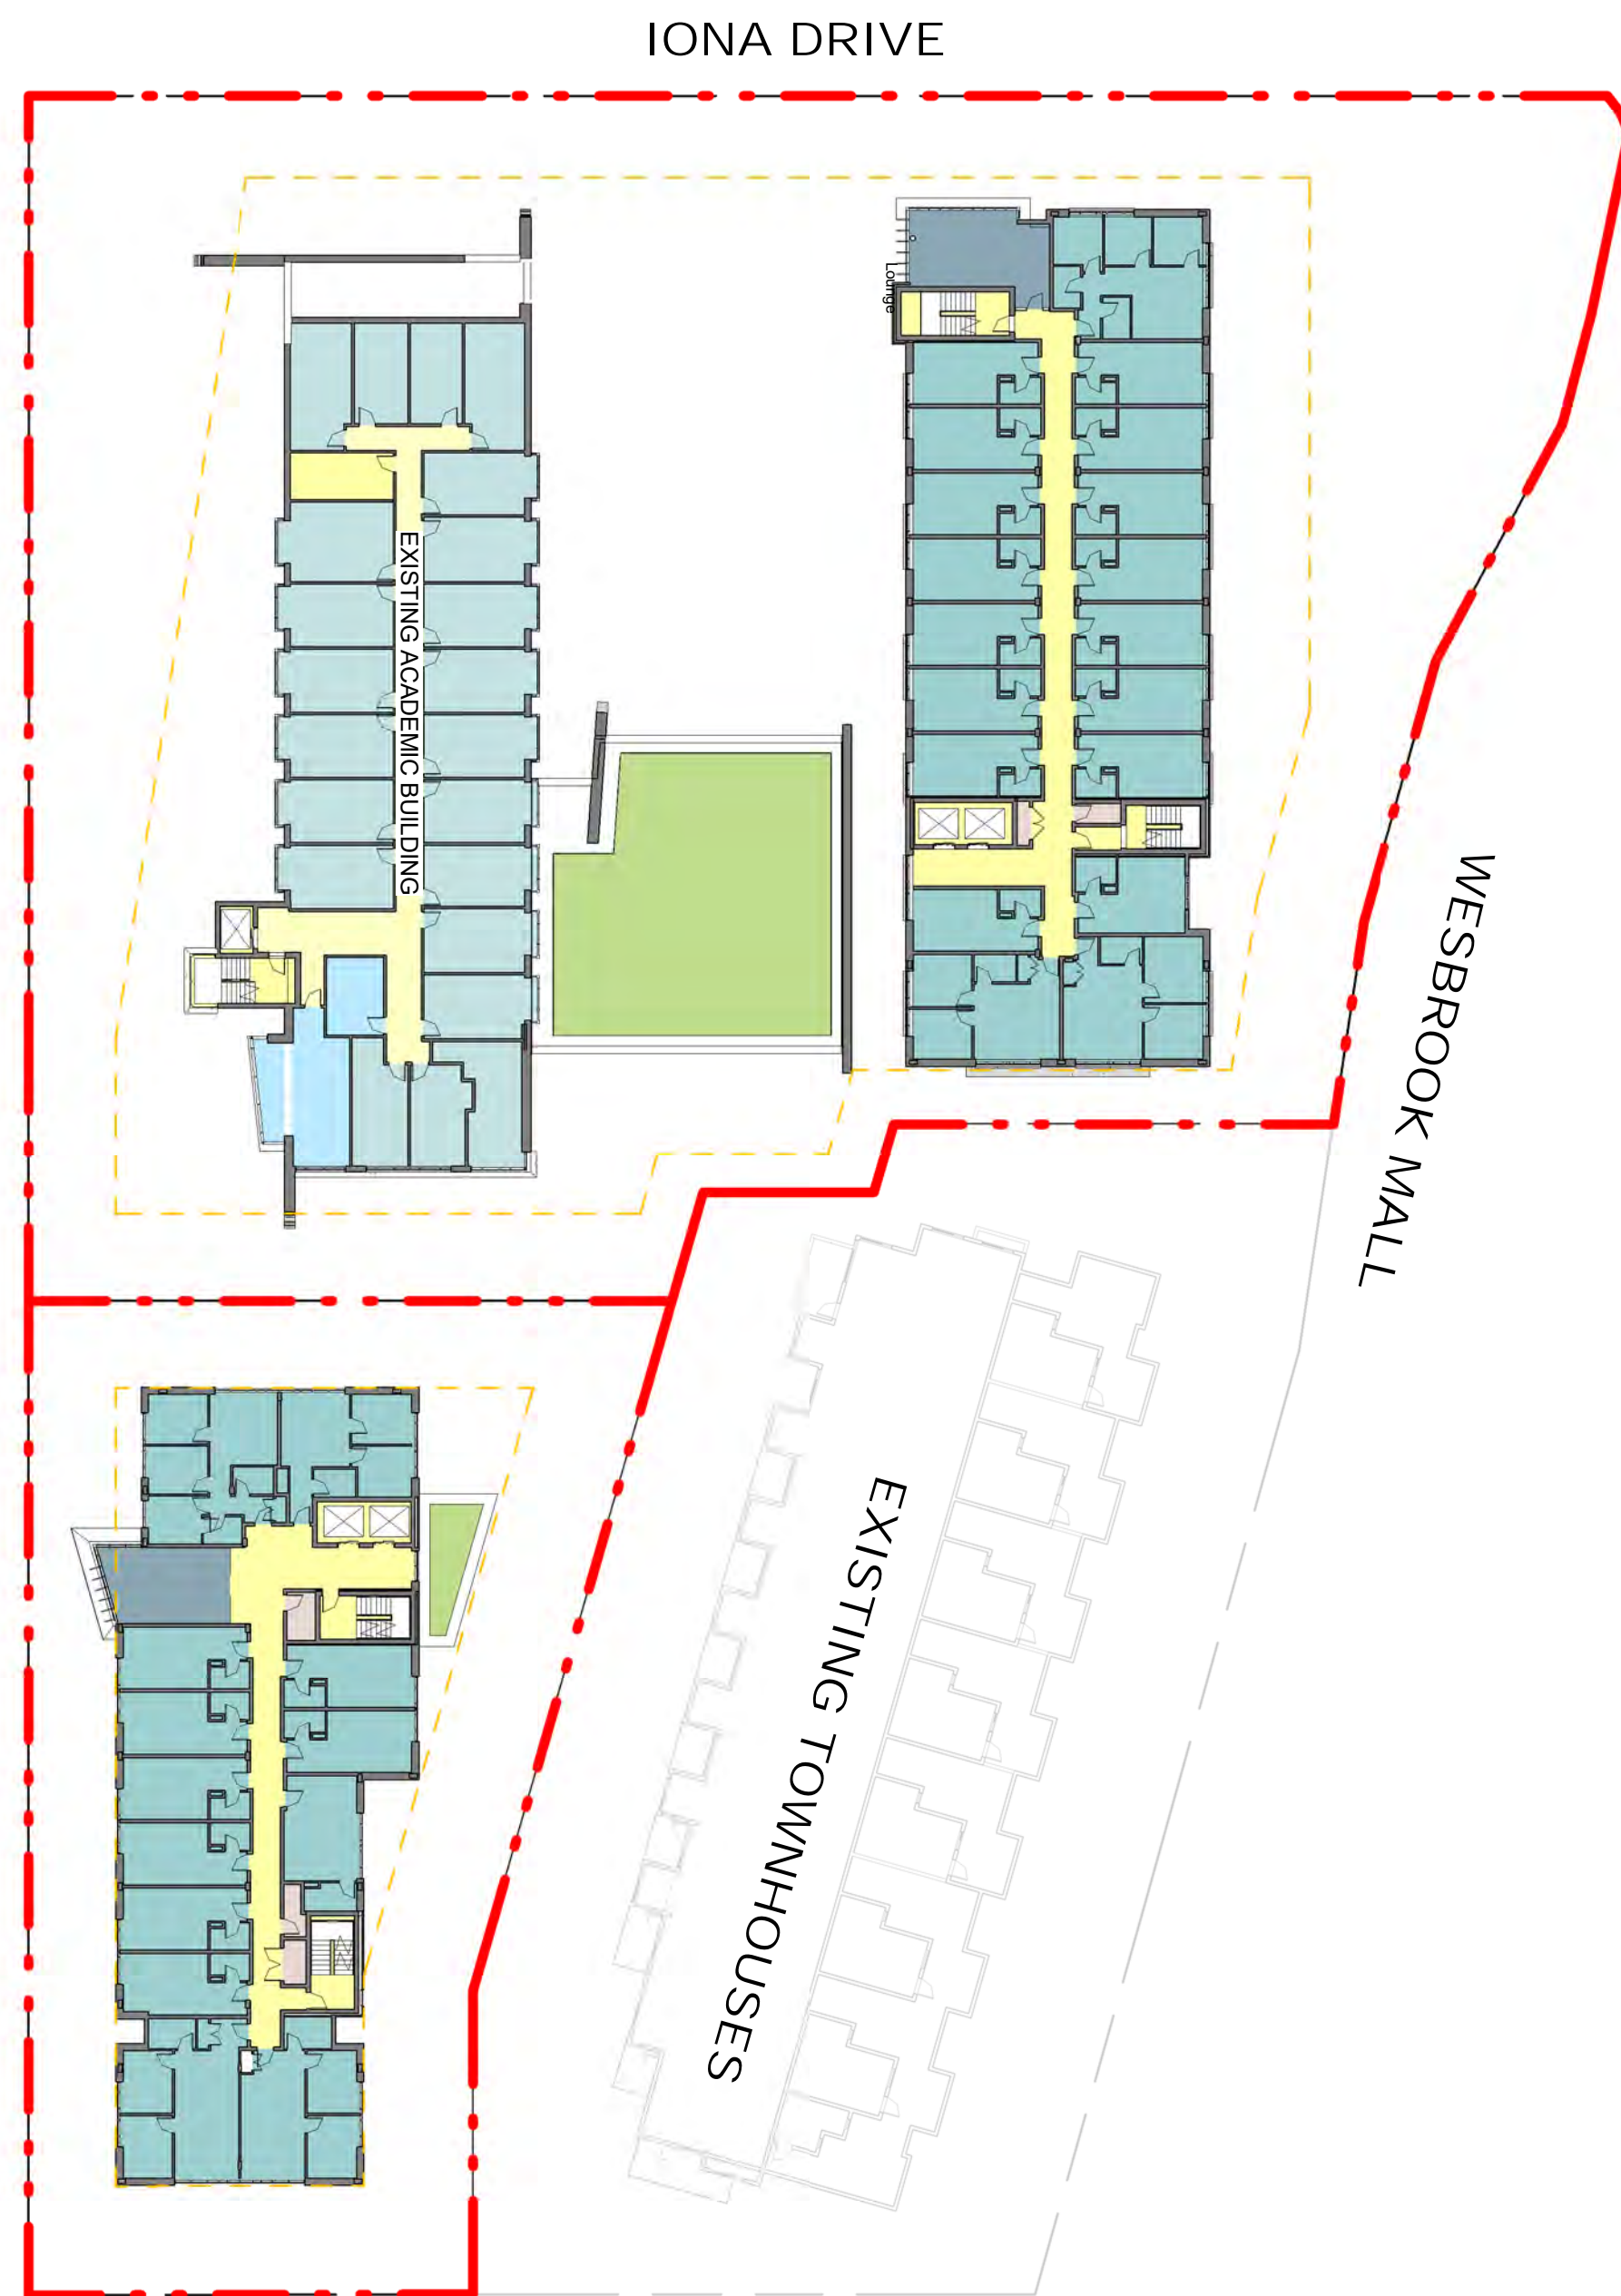 IONA DRIVE
Lounge
EXISTING ACADEMIC BUILDING
WESBROOK MALL
EXISTING TOWNHOUSES